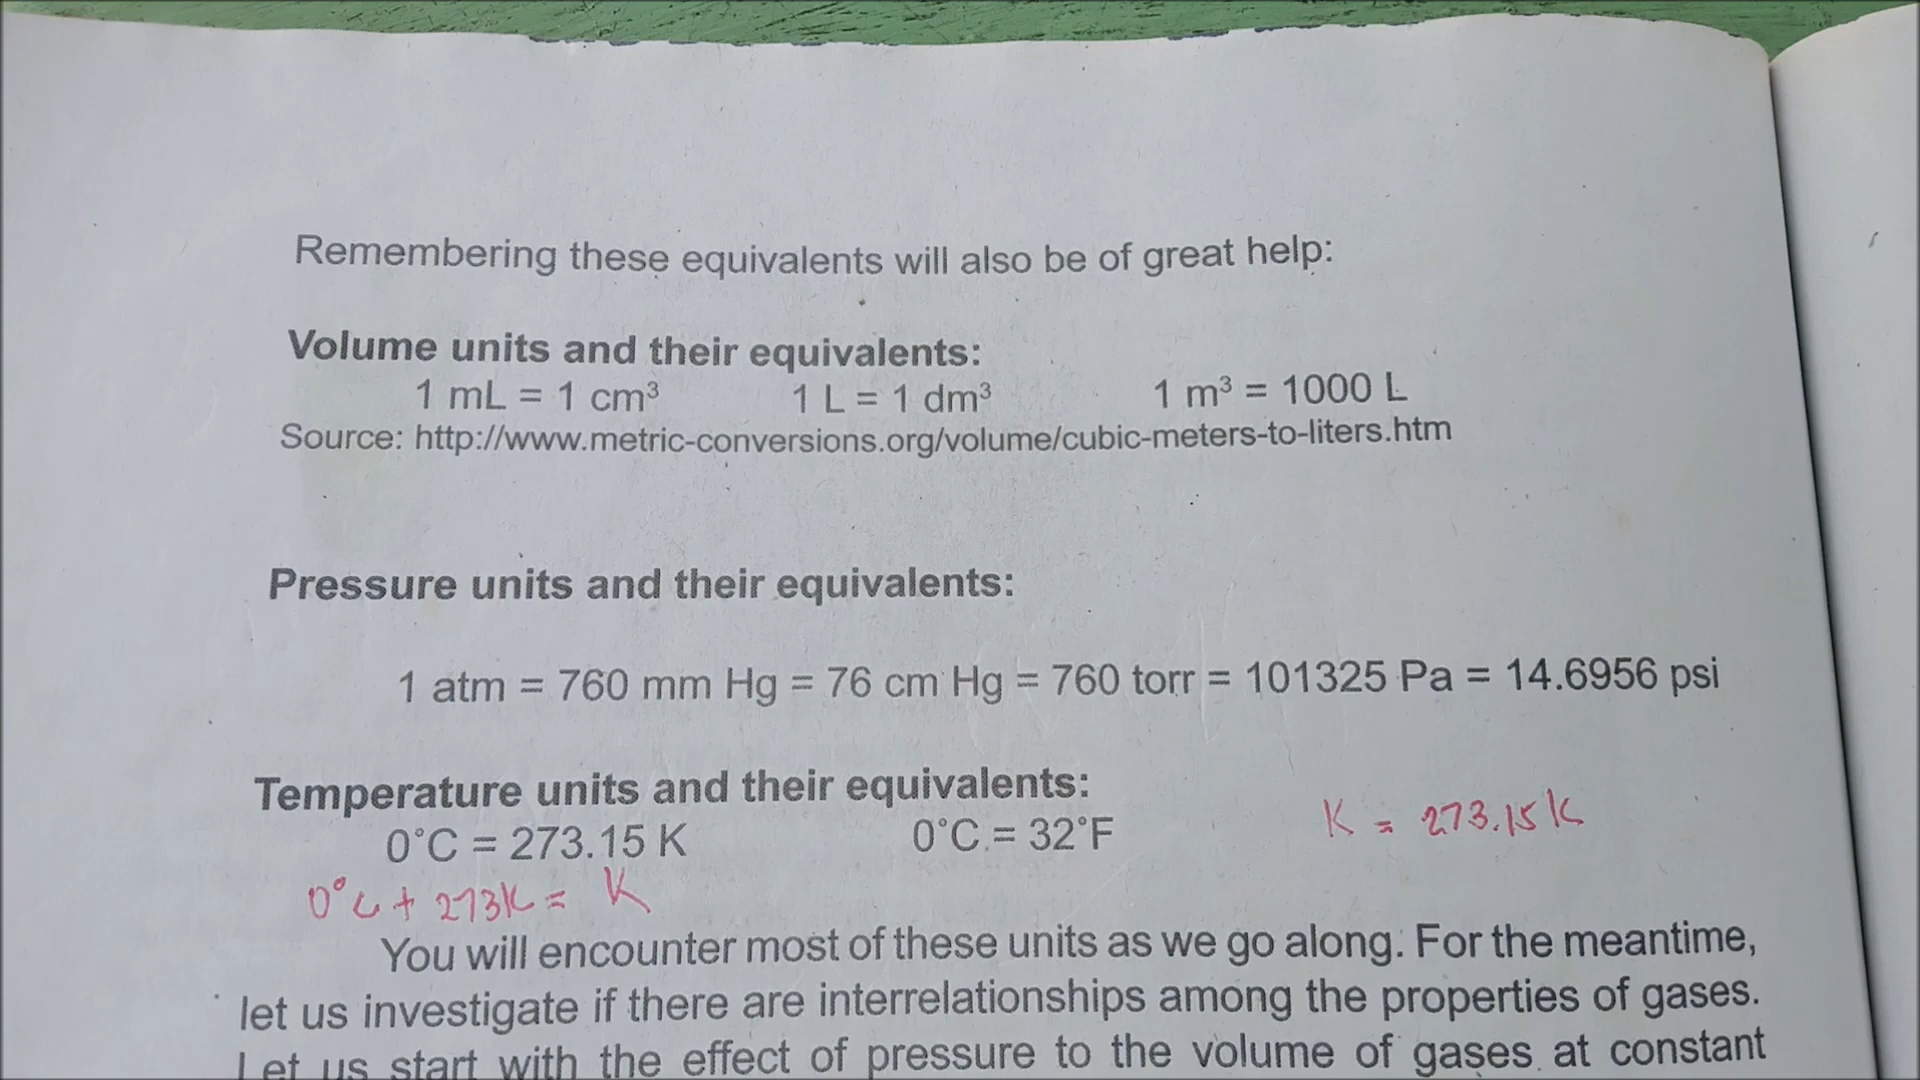 Remembering these equivalents will also be of great help:
Volume units and their equivalents:
1 mL = 1 cm³ 1 L = 1 dm³ 1 m³ = 1000 L
Source: http://www.metric-conversions.org/volume/cubic-meters-to-liters.htm
Pressure units and their equivalents:
1 atm = 760 mm Hg = 76 cm Hg = 760 torr = 101325 Pa = 14.6956 psi
Temperature units and their equivalents:
0°C = 273.15 K 0°C = 32°F K = 273.15 K
0°C + 273K = K
You will encounter most of these units as we go along. For the meantime,
let us investigate if there are interrelationships among the properties of gases.
Let us start with the effect of pressure to the volume of gases at constant